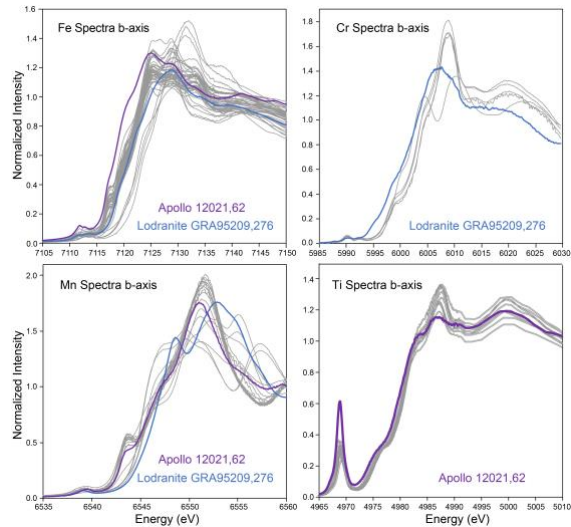 Fe Spectra b-axis
Normalized Intensity
1.6
1.4
1.2
1.0
0.8
0.6
0.4
0.2
0.0
Apollo 12021,62
Lodranite GRA95209,276
7105 7110 7115 7120 7125 7130 7135 7140 7145 7150
Cr Spectra b-axis
1.8
1.6
1.4
1.2
1.0
0.8
0.6
0.4
0.2
0.0
Lodranite GRA95209,276
5985 5990 5995 6000 6005 6010 6015 6020 6025 6030
Mn Spectra b-axis
Normalized Intensity
2.0
1.5
1.0
0.5
0.0
Apollo 12021,62
Lodranite GRA95209,276
6535 6540 6545 6550 6555 6560
Energy (eV)
Ti Spectra b-axis
1.4
1.2
1.0
0.8
0.6
0.4
0.2
0.0
Apollo 12021,62
4965 4970 4975 4980 4985 4990 4995 5000 5005 5010
Energy (eV)